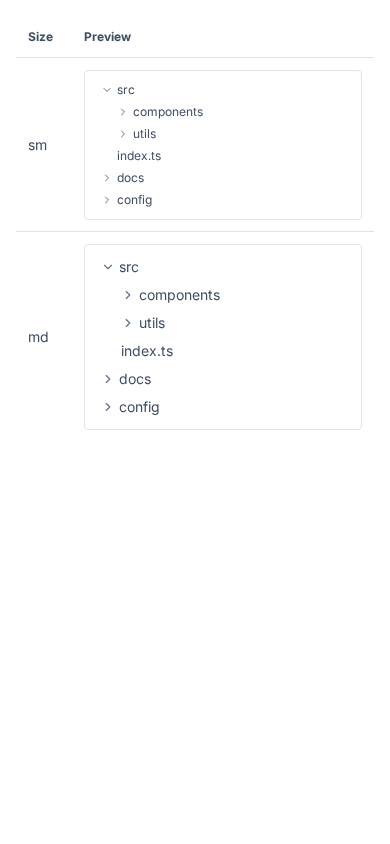 Size Preview
sm
src
components
utils
index.ts
docs
config
md
src
components
utils
index.ts
docs
config